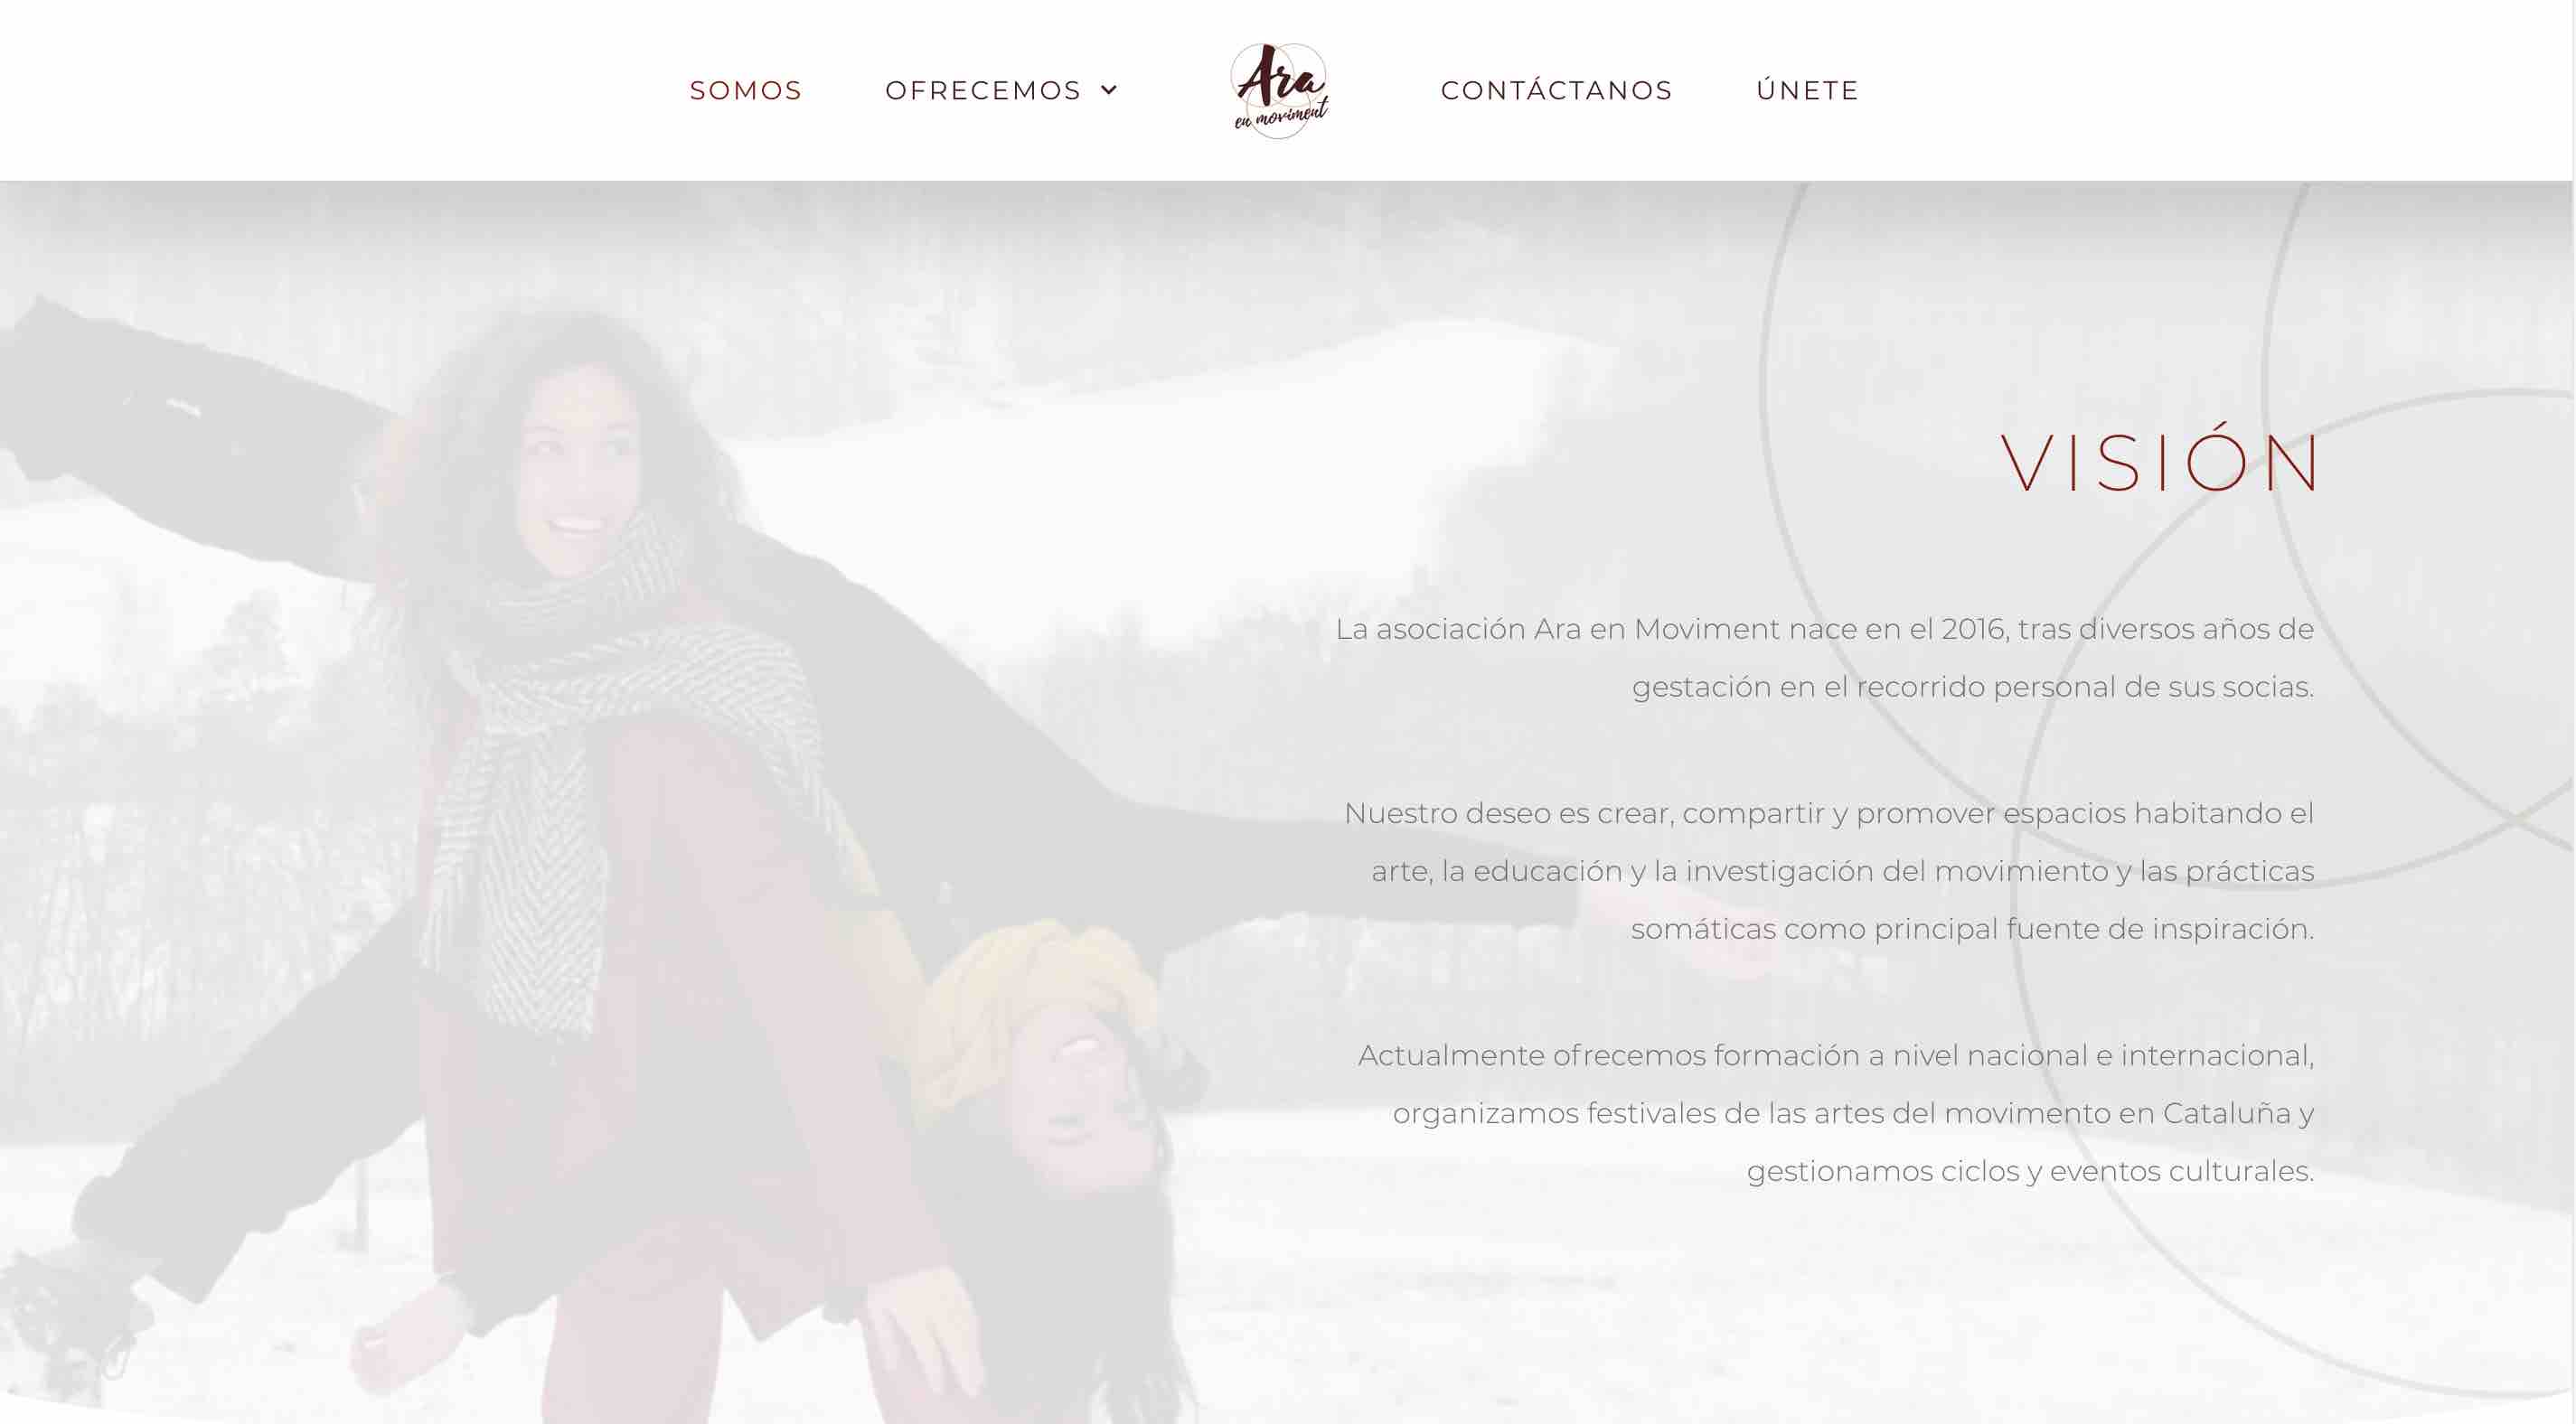 SOMOS
OFRECEMOS
Ara
en moviment
CONTÁCTANOS
ÚNETE
VISIÓN
La asociación Ara en Moviment nace en el 2016, tras diversos años de
gestación en el recorrido personal de sus socias.
Nuestro deseo es crear, compartir y promover espacios habitando el
arte, la educación y la investigación del movimiento y las prácticas
somáticas como principal fuente de inspiración.
Actualmente ofrecemos formación a nivel nacional e internacional,
organizamos festivales de las artes del movimento en Cataluña y
gestionamos ciclos y eventos culturales.